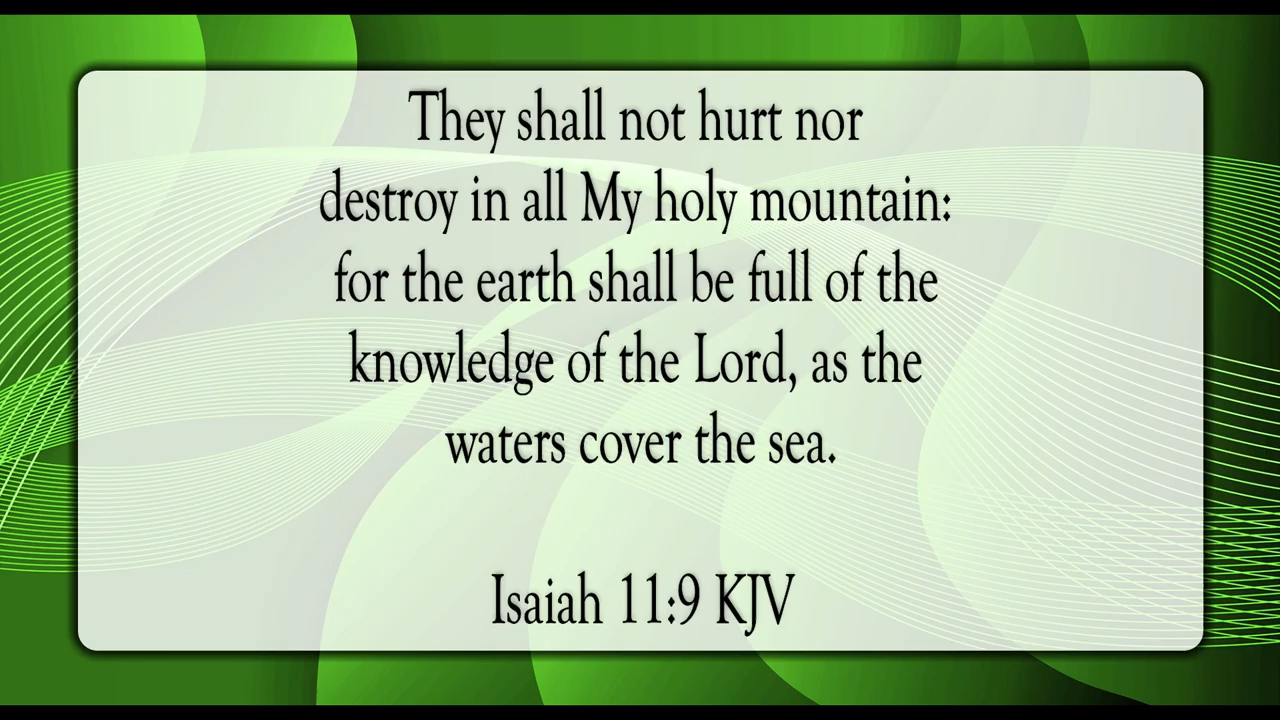 They shall not hurt nor
destroy in all My holy mountain:
for the earth shall be full of the
knowledge of the Lord, as the
waters cover the sea.
Isaiah 11:9 KJV